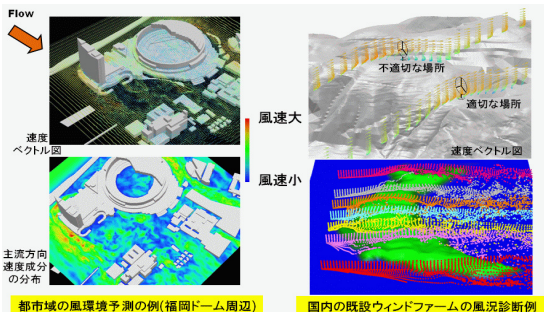 Flow
速度
ベクトル図
風速大
風速小
主流方向
速度成分
の分布
都市域の風環境予測の例(福岡ドーム周辺)
不適切な場所
適切な場所
速度ベクトル図
国内の既設ウィンドファームの風況診断例